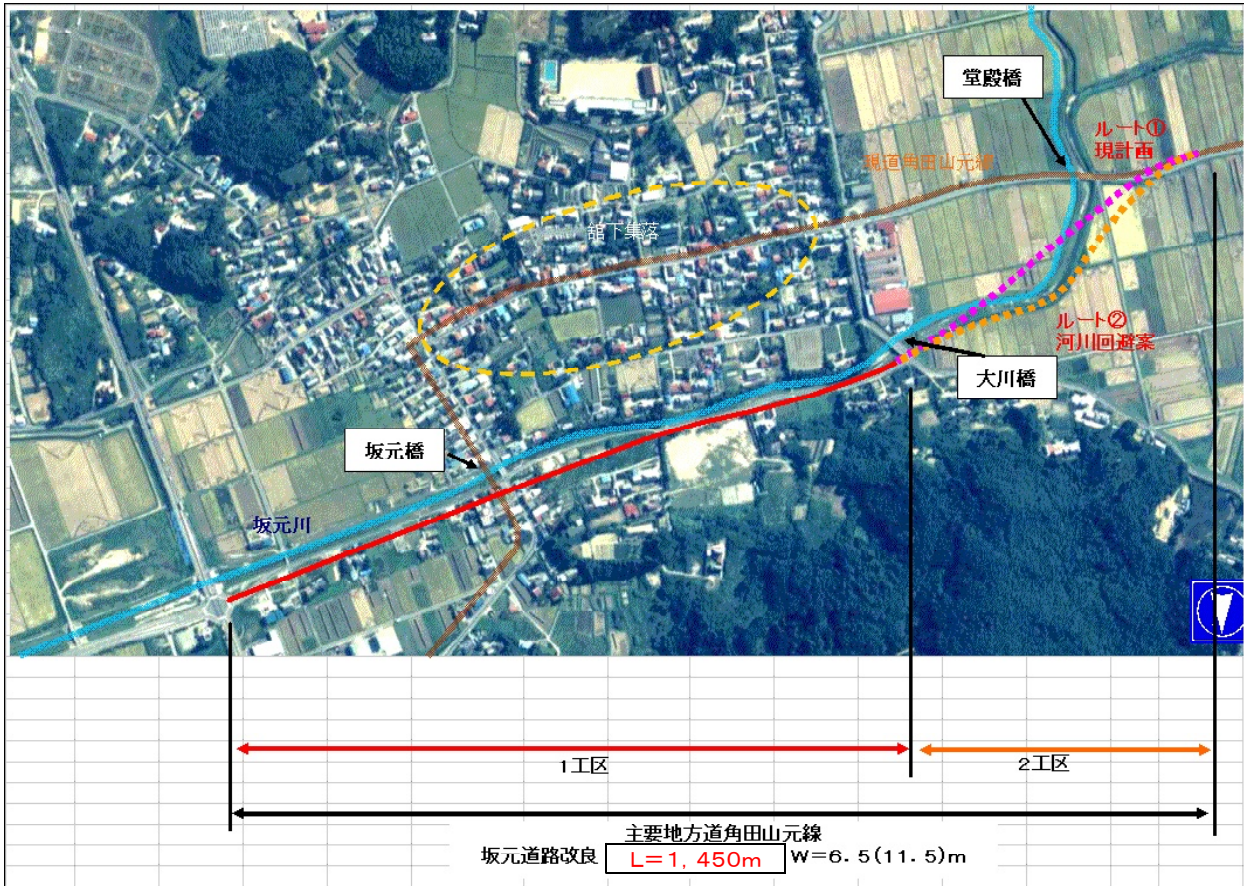 堂殿橋
ルート①
現計画
現道角田山元線
舘下集落
ルート②
河川回避案
大川橋
坂元橋
坂元川
1工区
2工区
主要地方道角田山元線
坂元道路改良 L=1，450m W=6．5(11．5)m